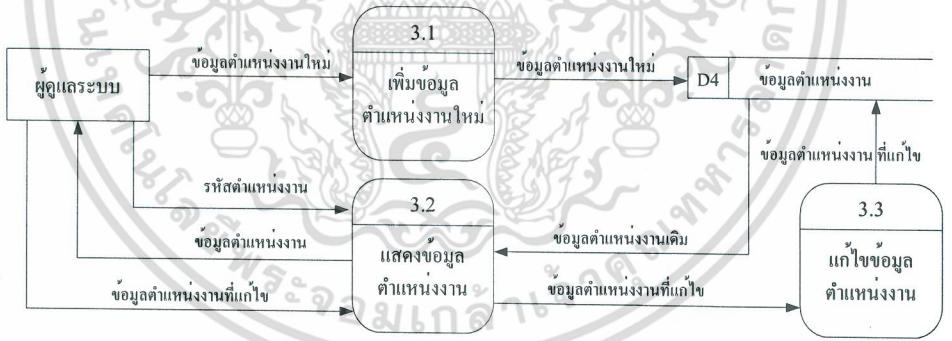 3.1
ข้อมูลตำแหน่งงานใหม่
ข้อมูลตำแหน่งงานใหม่
ผู้ดูแลระบบ
เพิ่มข้อมูล
ตำแหน่งงานใหม่
D4 ข้อมูลตำแหน่งงาน
ข้อมูลตำแหน่งงาน ที่แก้ไข
รหัสตำแหน่งงาน
3.2
3.3
ข้อมูลตำแหน่งงาน
แสดงข้อมูล
ตำแหน่งงาน
ข้อมูลตำแหน่งงานเดิม
แก้ไขข้อมูล
ตำแหน่งงาน
ข้อมูลตำแหน่งงานที่แก้ไข
ข้อมูลตำแหน่งงานที่แก้ไข